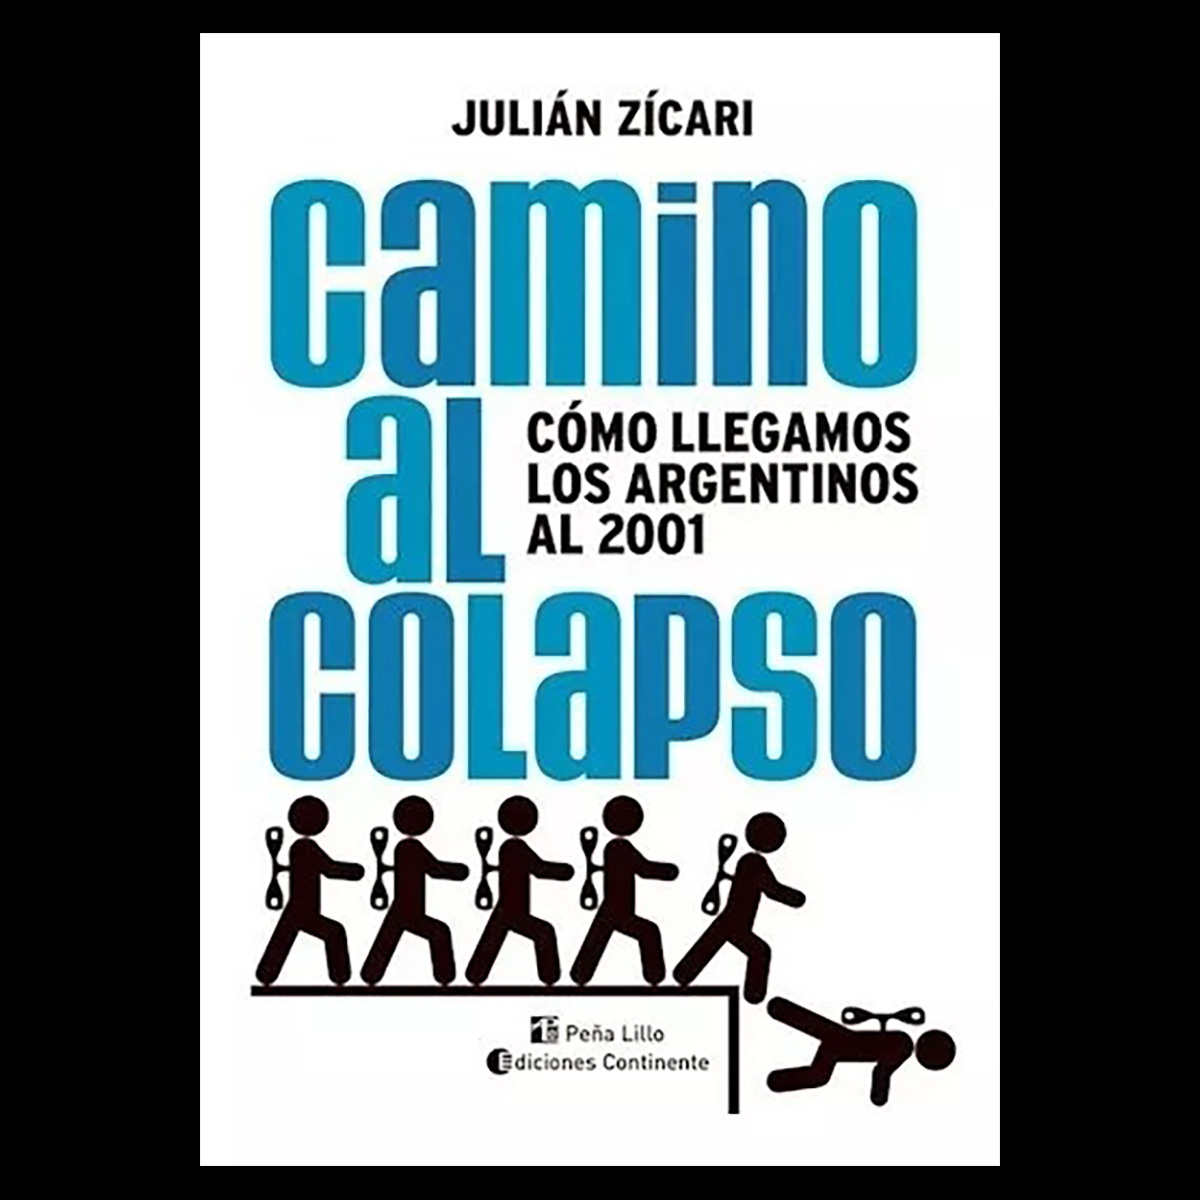 JULIÁN ZÍCARI
CAMINO
AL
CÓMO LLEGAMOS
LOS ARGENTINOS
AL 2001
COLAPSO
Peña Lillo
Ediciones Continente